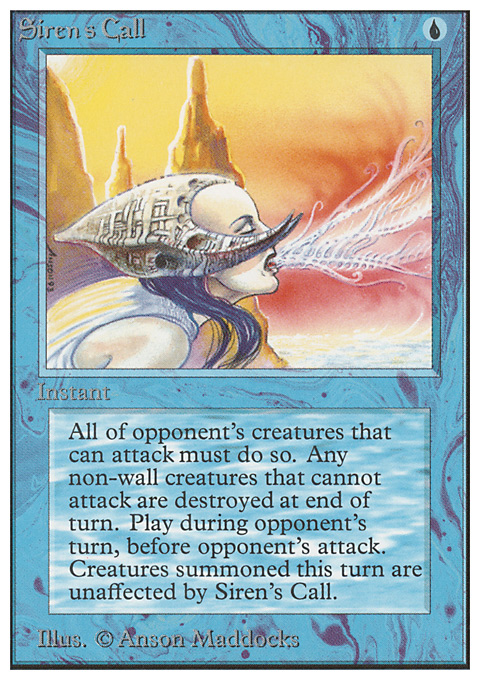 Siren's Call
Instant
All of opponent's creatures that
can attack must do so. Any
non-wall creatures that cannot
attack are destroyed at end of
turn. Play during opponent's
turn, before opponent's attack.
Creatures summoned this turn are
unaffected by Siren's Call.
Illus. © Anson Maddocks